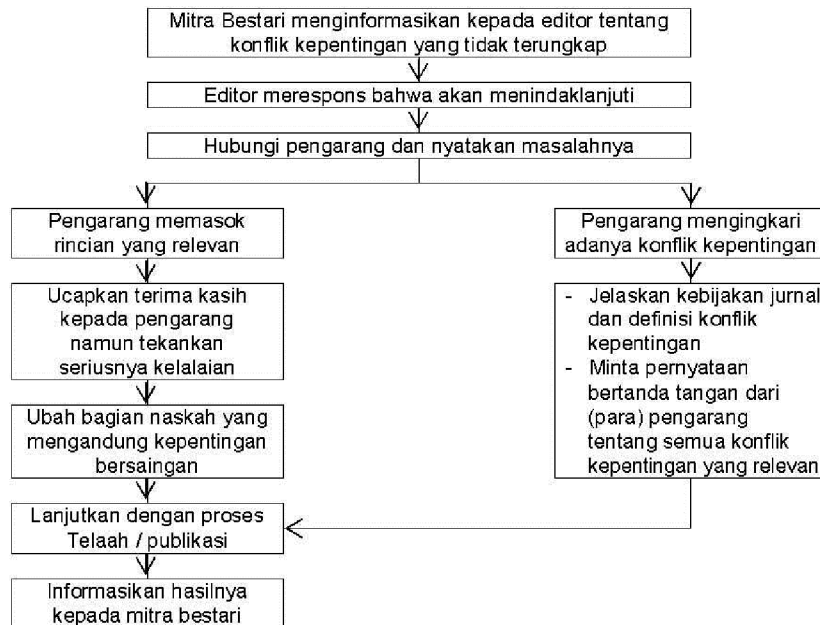 Mitra Bestari menginformasikan kepada editor tentang
konflik kepentingan yang tidak terungkap
Editor merespons bahwa akan menindaklanjuti
Hubungi pengarang dan nyatakan masalahnya
Pengarang memasok
rincian yang relevan
Ucapkan terima kasih
kepada pengarang
namun tekankan
seriusnya kelalaian
Ubah bagian naskah yang
mengandung kepentingan
bersaingan
Pengarang mengingkari
adanya konflik kepentingan
- Jelaskan kebijakan jurnal
dan definisi konflik
kepentingan
- Minta pernyataan
bertanda tangan dari
(para) pengarang
tentang semua konflik
kepentingan yang relevan
Lanjutkan dengan proses
Telaah / publikasi
Informasikan hasilnya
kepada mitra bestari